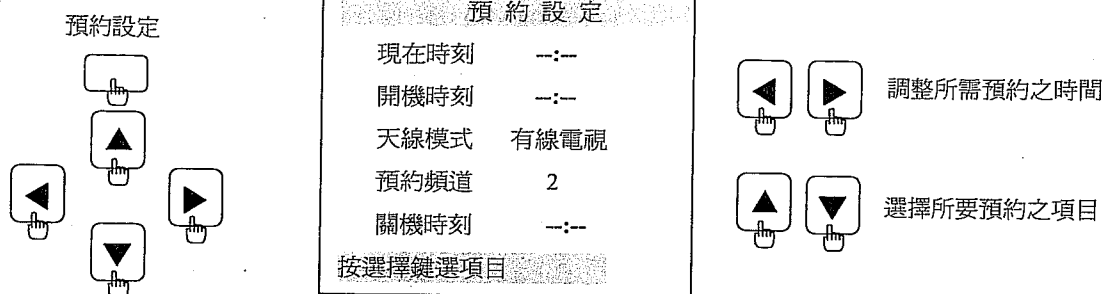 預約設定
預約設定
現在時刻 --:--
開機時刻 --:--
天線模式 有線電視
預約頻道 2
關機時刻 --:--
按選擇鍵選項目
調整所需預約之時間
選擇所要預約之項目